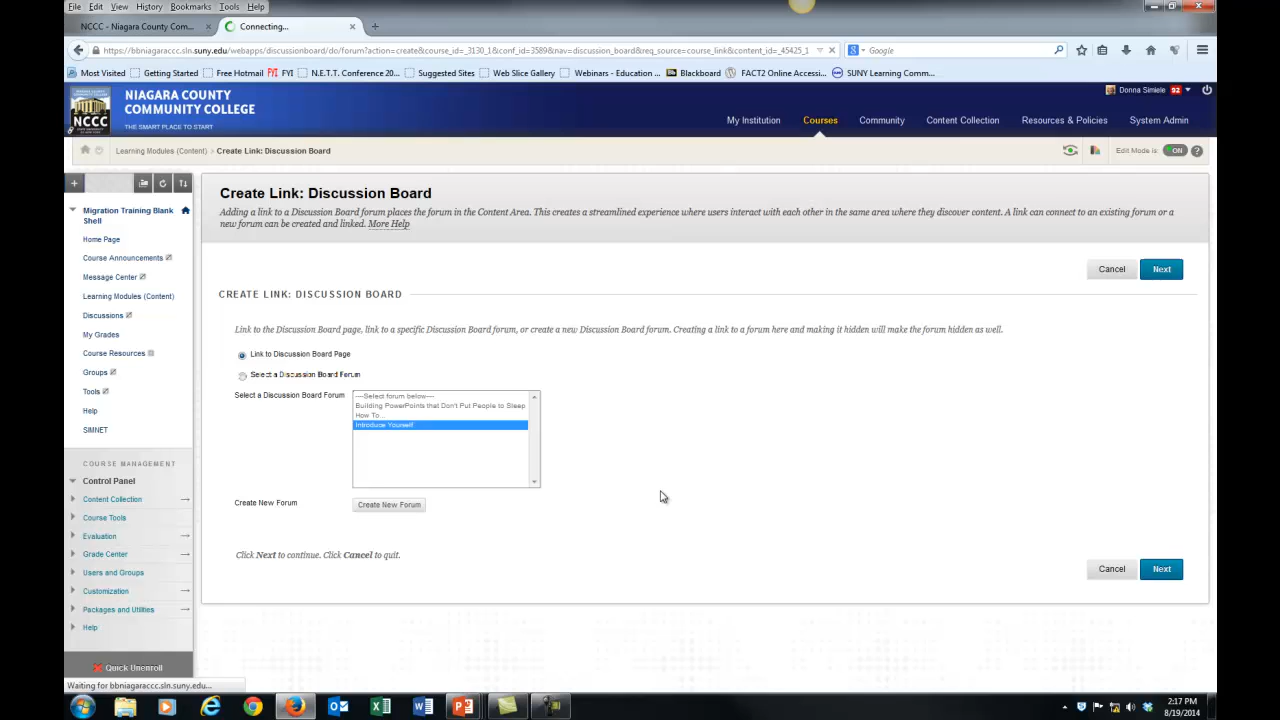 File Edit View History Bookmarks Tools Help
NCCC - Niagara County Com... × Connecting... × +
https://bbniagaraccc.sln.suny.edu/webapps/discussionboard/do/forum?action=create&course_id=_3130_1&conf_id=3589&nav=discussion_board&req_source=course_link&content_id=_45425_1
Google
Most Visited Getting Started Free Hotmail FYI FYI N.E.T.T. Conference 20... Suggested Sites Web Slice Gallery Webinars - Education ... Blackboard FACT2 Online Accessi... SUNY Learning Comm...
NCCC
NIAGARA COUNTY
COMMUNITY COLLEGE
THE SMART PLACE TO START
Donna Simiele 92
My Institution Courses Community Content Collection Resources & Policies System Admin
Learning Modules (Content) > Create Link: Discussion Board
Edit Mode is: ON ?
Migration Training Blank
Shell
Home Page
Course Announcements
Message Center
Learning Modules (Content)
Discussions
My Grades
Course Resources
Groups
Tools
Help
SIMNET
COURSE MANAGEMENT
Control Panel
Content Collection
Course Tools
Evaluation
Grade Center
Users and Groups
Customization
Packages and Utilities
Help
Quick Unenroll
Create Link: Discussion Board
Adding a link to a Discussion Board forum places the forum in the Content Area. This creates a streamlined experience where users interact with each other in the same area where they discover content. A link can connect to an existing forum or a
new forum can be created and linked. More Help
Cancel Next
CREATE LINK: DISCUSSION BOARD
Link to the Discussion Board page, link to a specific Discussion Board forum, or create a new Discussion Board forum. Creating a link to a forum here and making it hidden will make the forum hidden as well.
Link to Discussion Board Page
Select a Discussion Board Forum
Select a Discussion Board Forum
----Select forum below----
Building PowerPoints that Don't Put People to Sleep
How To...
Introduce Yourself
Create New Forum Create New Forum
Click Next to continue. Click Cancel to quit.
Cancel Next
Waiting for bbniagaraccc.sln.suny.edu...
2:17 PM
8/19/2014